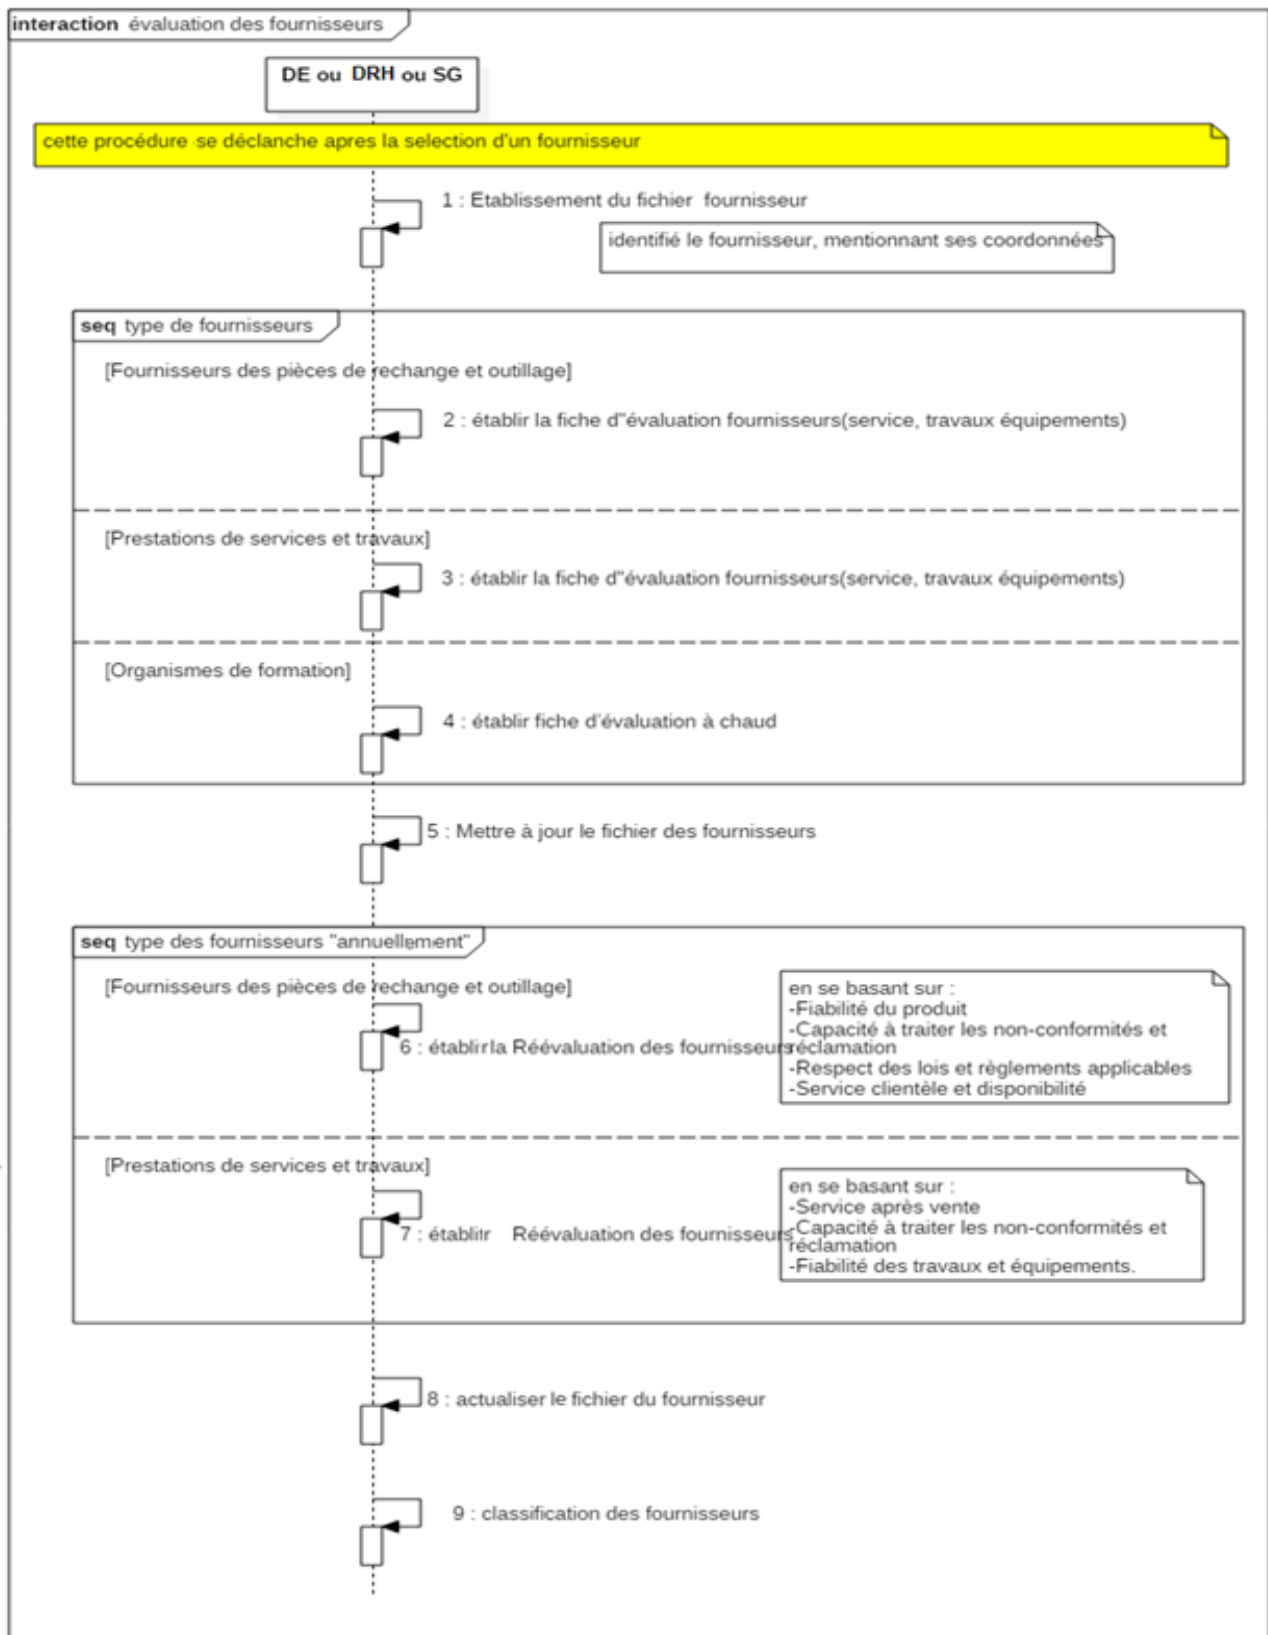 interaction évaluation des fournisseurs
DE ou DRH ou SG
cette procédure se déclanche apres la selection d'un fournisseur
1 : Etablissement du fichier fournisseur
identifié le fournisseur, mentionnant ses coordonnées
seq type de fournisseurs
[Fournisseurs des pièces de rechange et outillage]
2 : établir la fiche d"évaluation fournisseurs(service, travaux équipements)
[Prestations de services et travaux]
3 : établir la fiche d"évaluation fournisseurs(service, travaux équipements)
[Organismes de formation]
4 : établir fiche d'évaluation à chaud
5 : Mettre à jour le fichier des fournisseurs
seq type des fournisseurs "annuellement"
[Fournisseurs des pièces de rechange et outillage]
6 : établir la Réévaluation des fournisseurs
en se basant sur :
-Fiabilité du produit
-Capacité à traiter les non-conformités et
réclamation
-Respect des lois et règlements applicables
-Service clientèle et disponibilité
[Prestations de services et travaux]
7 : établitr Réévaluation des fournisseurs
en se basant sur :
-Service après vente
-Capacité à traiter les non-conformités et
réclamation
-Fiabilité des travaux et équipements.
8 : actualiser le fichier du fournisseur
9 : classification des fournisseurs